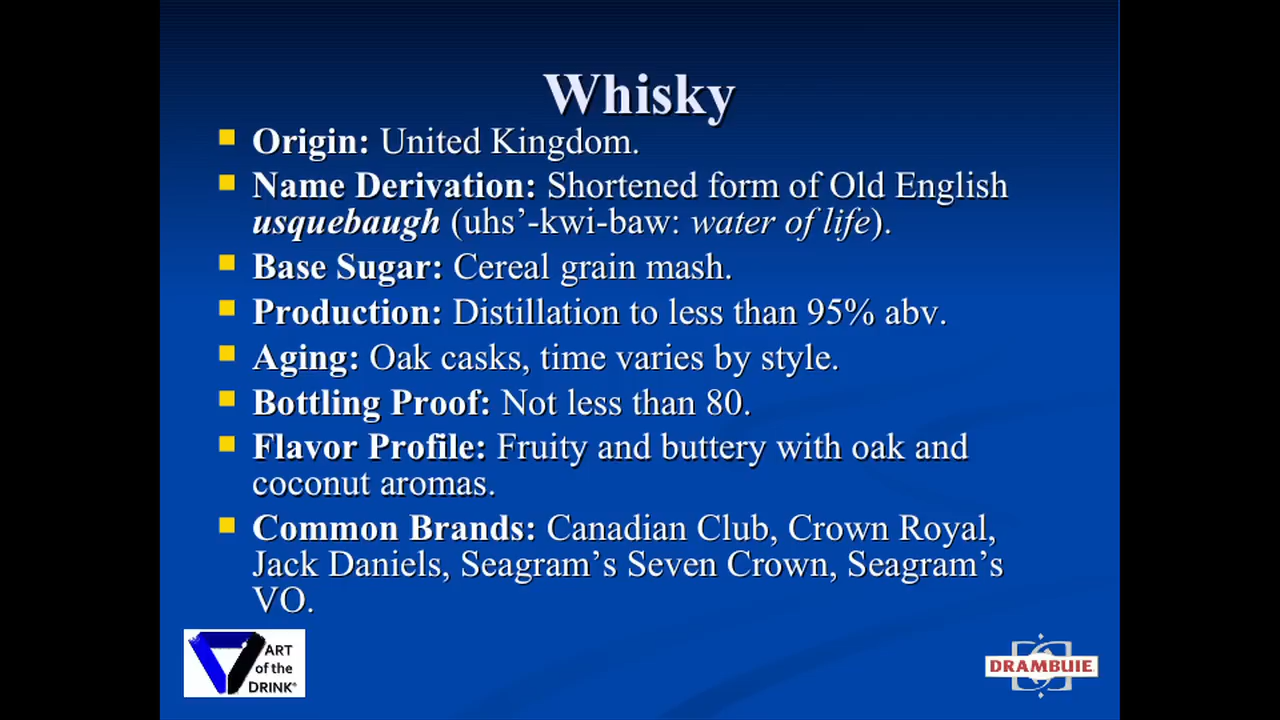 Whisky
Origin: United Kingdom.
Name Derivation: Shortened form of Old English
usquebaugh (uhs’-kwi-baw: water of life).
Base Sugar: Cereal grain mash.
Production: Distillation to less than 95% abv.
Aging: Oak casks, time varies by style.
Bottling Proof: Not less than 80.
Flavor Profile: Fruity and buttery with oak and
coconut aromas.
Common Brands: Canadian Club, Crown Royal,
Jack Daniels, Seagram’s Seven Crown, Seagram’s
VO.
ART
of the
DRINK®
DRAMBUIE